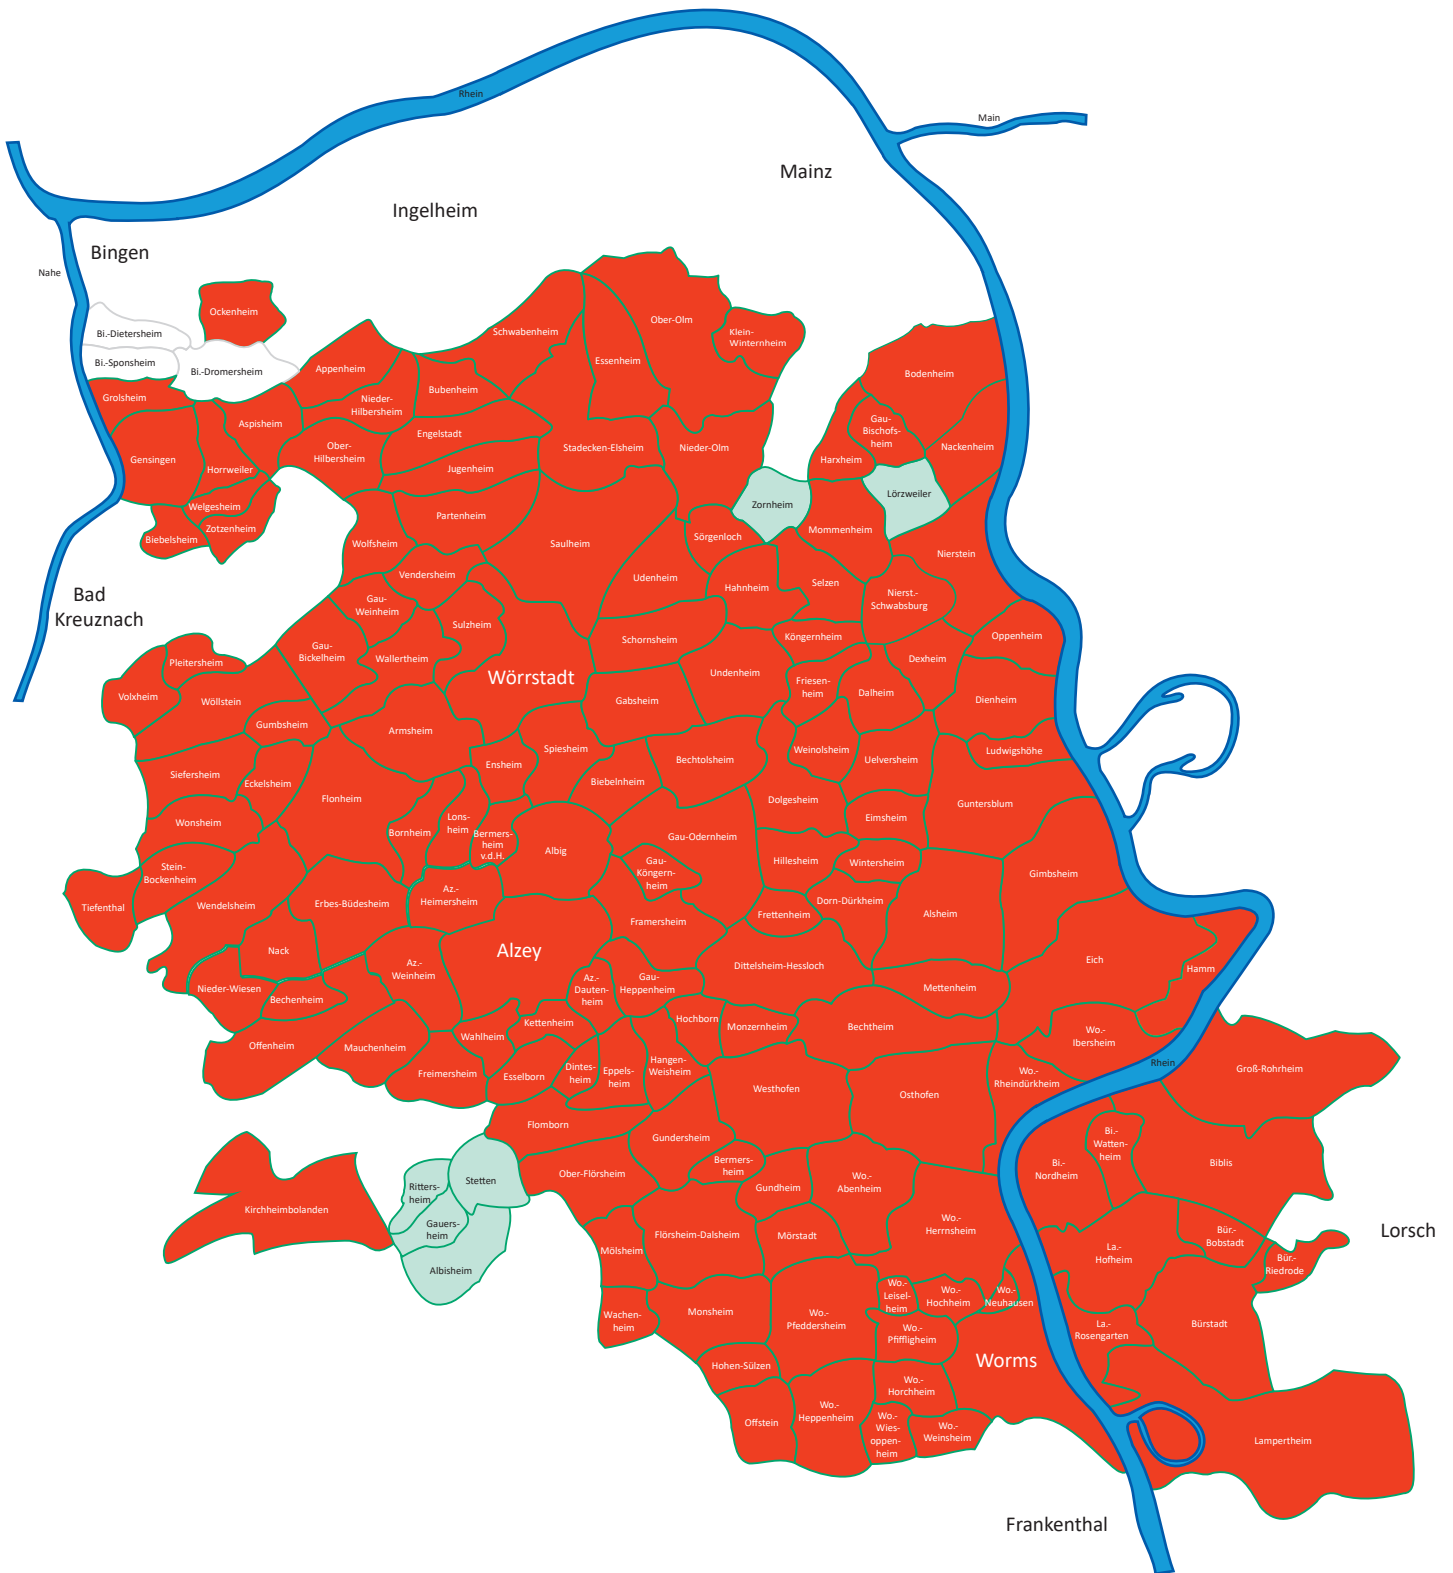 Rhein
Main
Mainz
Ingelheim
Bingen
Nahe
Ockenheim
Bi.-Dietersheim
Bi.-Sponsheim
Bi.-Dromersheim
Schwabenheim
Ober-Olm
Klein-
Winternheim
Essenheim
Appenheim
Bodenheim
Grolsheim
Bubenheim
Nieder-
Hilbersheim
Aspisheim
Gau-
Bischofs-
heim
Engelstadt
Ober-
Hilbersheim
Stadecken-Elsheim
Nieder-Olm
Nackenheim
Gensingen
Horrweiler
Jugenheim
Harxheim
Lörzweiler
Zornheim
Welgesheim
Partenheim
Zotzenheim
Biebelsheim
Mommenheim
Sörgenloch
Wolfsheim
Saulheim
Nierstein
Vendersheim
Udenheim
Hahnheim
Selzen
Nierst.-
Schwabsburg
Bad
Kreuznach
Gau-
Weinheim
Sulzheim
Schornsheim
Köngernheim
Oppenheim
Gau-
Bickelheim
Wallertheim
Dexheim
Pleitersheim
Wörrstadt
Undenheim
Friesen-
heim
Dalheim
Volxheim
Wöllstein
Gabsheim
Dienheim
Gumbsheim
Armsheim
Spiesheim
Weinolsheim
Ludwigshöhe
Ensheim
Bechtolsheim
Uelversheim
Siefersheim
Eckelsheim
Biebelnheim
Flonheim
Dolgesheim
Guntersblum
Wonsheim
Bornheim
Lons-
heim
Bermers-
heim
v.d.H.
Albig
Gau-Odernheim
Eimsheim
Stein-
Bockenheim
Gau-
Köngern-
heim
Hillesheim
Wintersheim
Gimbsheim
Tiefenthal
Wendelsheim
Erbes-Büdesheim
Az.-
Heimersheim
Dorn-Dürkheim
Frettenheim
Alsheim
Framersheim
Nack
Alzey
Az.-
Weinheim
Dittelsheim-Hessloch
Eich
Hamm
Nieder-Wiesen
Bechenheim
Az.-
Dauten-
heim
Gau-
Heppenheim
Mettenheim
Kettenheim
Hochborn
Monzernheim
Bechtheim
Wo.-
Ibersheim
Offenheim
Mauchenheim
Wahlheim
Freimersheim
Esselborn
Dintes-
heim
Eppels-
heim
Hangen-
Weisheim
Westhofen
Osthofen
Wo.-
Rheindürkheim
Rhein
Groß-Rohrheim
Flomborn
Gundersheim
Bi.-
Watten-
heim
Bermers-
heim
Bi.-
Nordheim
Biblis
Ober-Flörsheim
Gundheim
Wo.-
Abenheim
Stetten
Ritters-
heim
Kirchheimbolanden
Gauers-
heim
Albisheim
Wo.-
Herrnsheim
Flörsheim-Dalsheim
Mörstadt
Mölsheim
La.-
Hofheim
Bür.-
Bobstadt
Lorsch
Bür.-
Riedrode
Wo.-
Leisel-
heim
Wo.-
Hochheim
Wo.-
Neuhausen
Wachen-
heim
Monsheim
Wo.-
Pfeddersheim
Wo.-
Pfiffligheim
La.-
Rosengarten
Bürstadt
Worms
Hohen-Sülzen
Wo.-
Horchheim
Wo.-
Heppenheim
Offstein
Wo.-
Wies-
oppen-
heim
Wo.-
Weinsheim
Lampertheim
Frankenthal